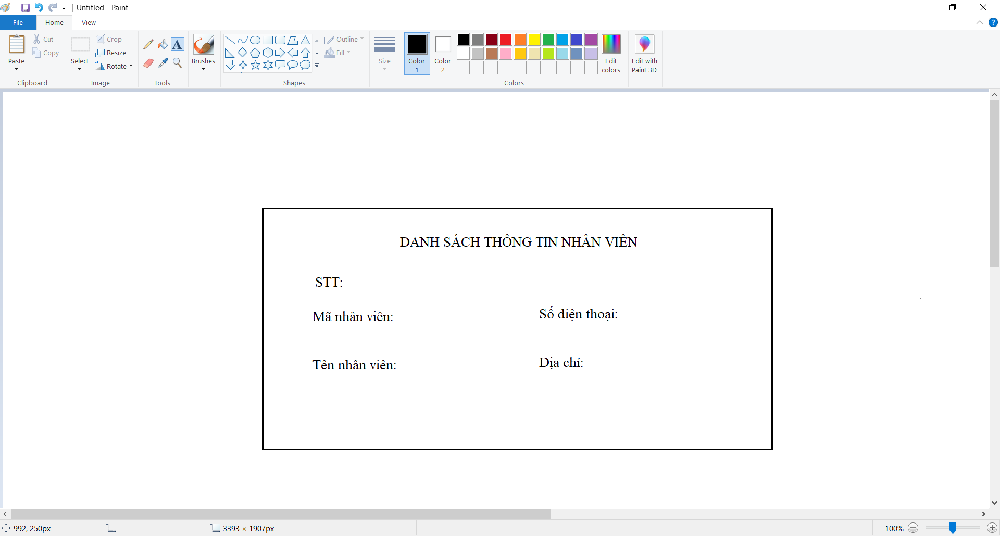 Untitled - Paint
File Home View
Paste Cut Copy Select Crop Resize Rotate Brushes Outline Fill Size Color 1 Color 2 Edit colors Edit with Paint 3D
Clipboard Image Tools Shapes Colors
DANH SÁCH THÔNG TIN NHÂN VIÊN
STT:
Mã nhân viên: Số điện thoại:
Tên nhân viên: Địa chỉ:
992, 250px 3393 × 1907px 100%